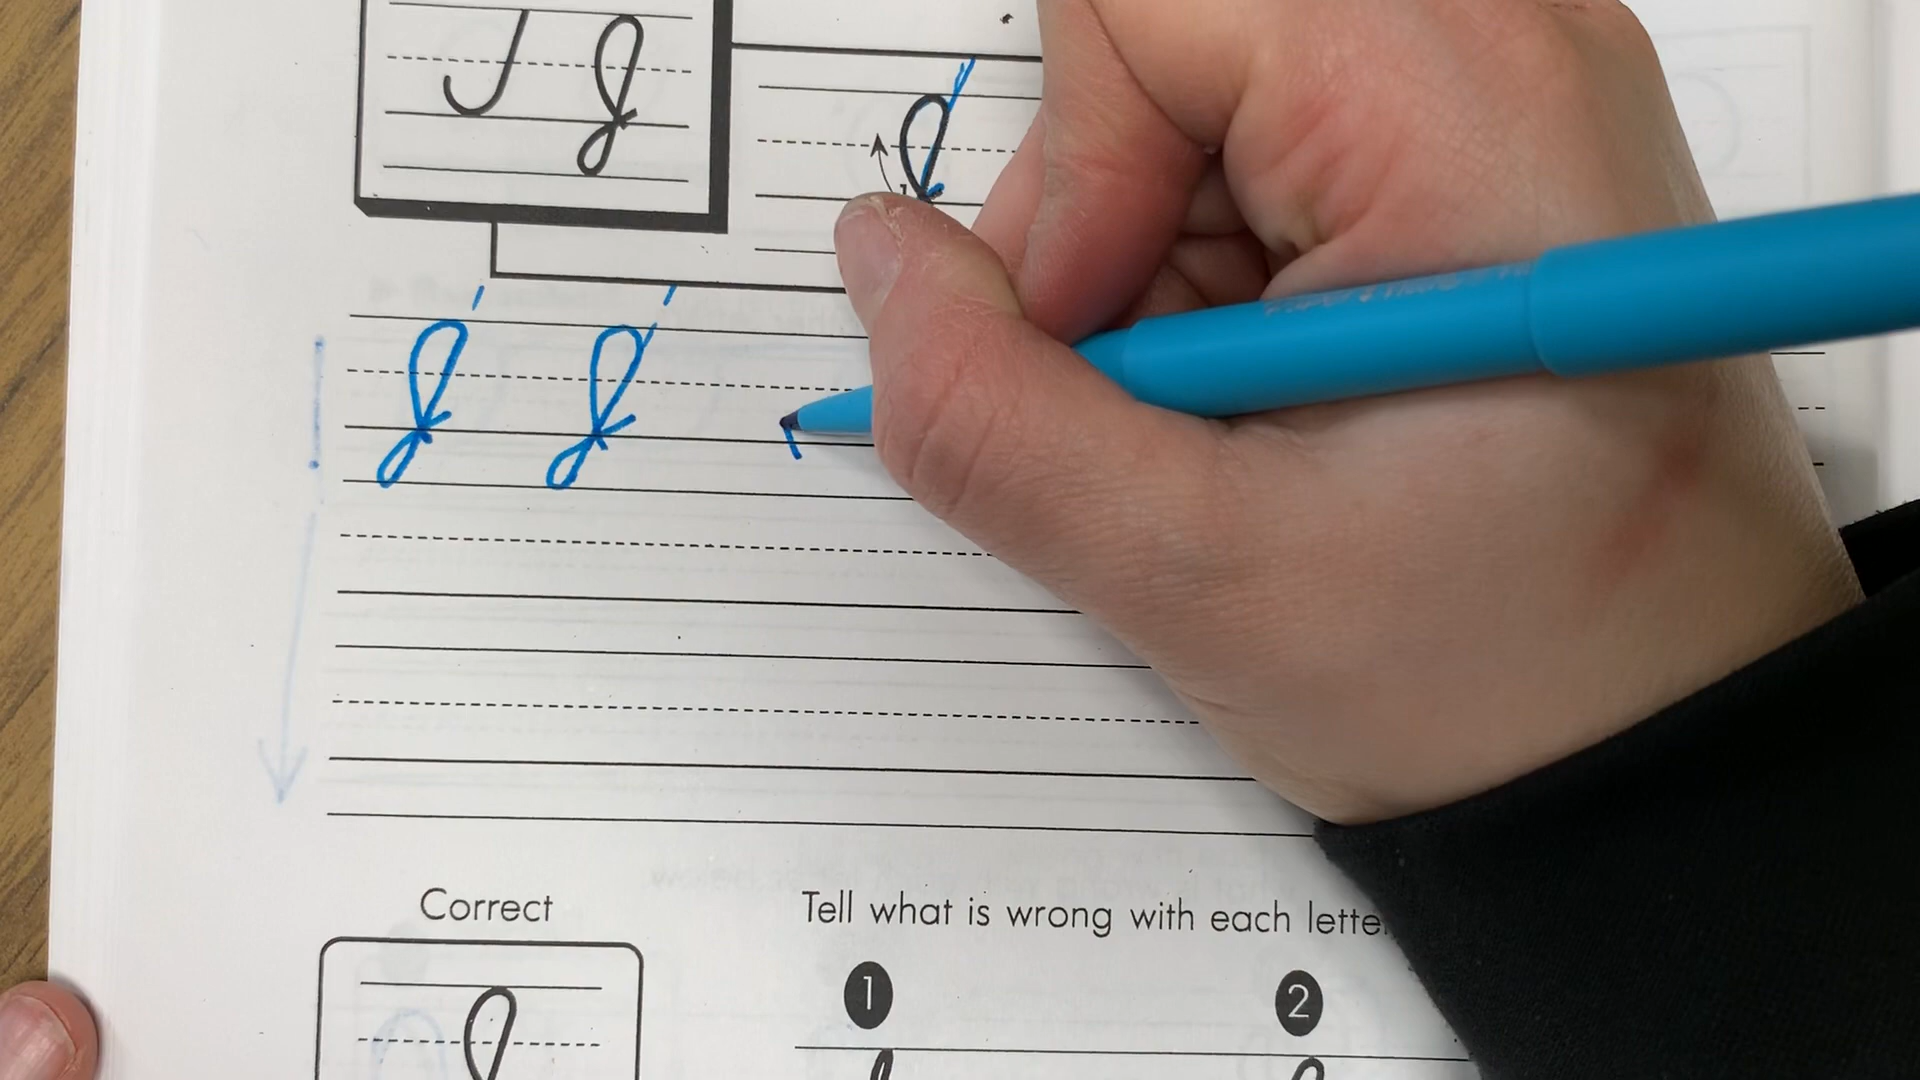 J J
J J
Correct
Tell what is wrong with each lette
1 2